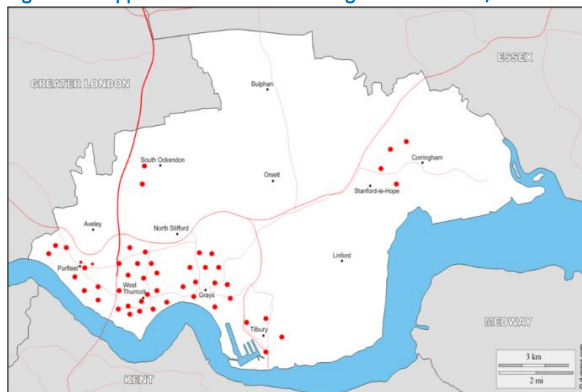 GREATER LONDON
ESSEX
Bulphan
South Ockendon
Corringham
Orsett
Stanford-le-Hope
Aveley
North Stifford
Linford
Purfleet
West
Thurrock
Grays
Tilbury
MEDWAY
KENT
3 km
2 mi